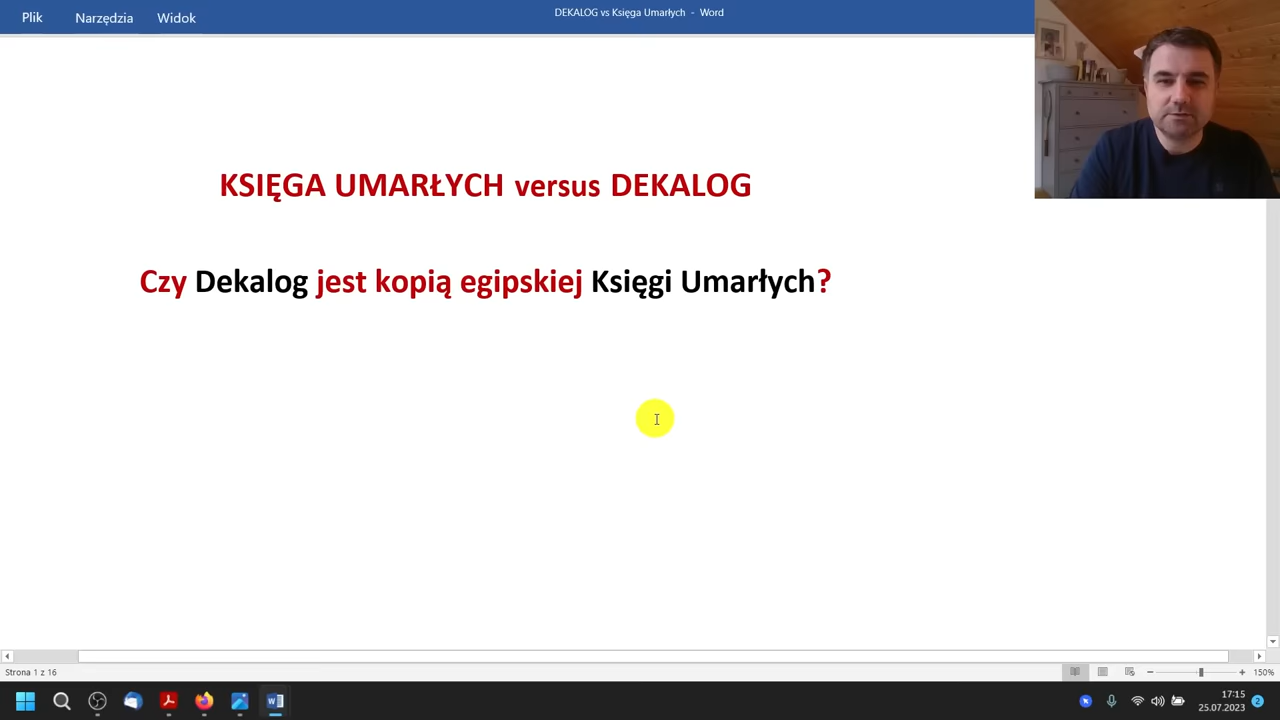 Plik Narzędzia Widok
DEKALOG vs Księga Umarłych - Word
KSIĘGA UMARŁYCH versus DEKALOG
Czy Dekalog jest kopią egipskiej Księgi Umarłych?
Strona 1 z 16
150%
17:15
25.07.2023
2